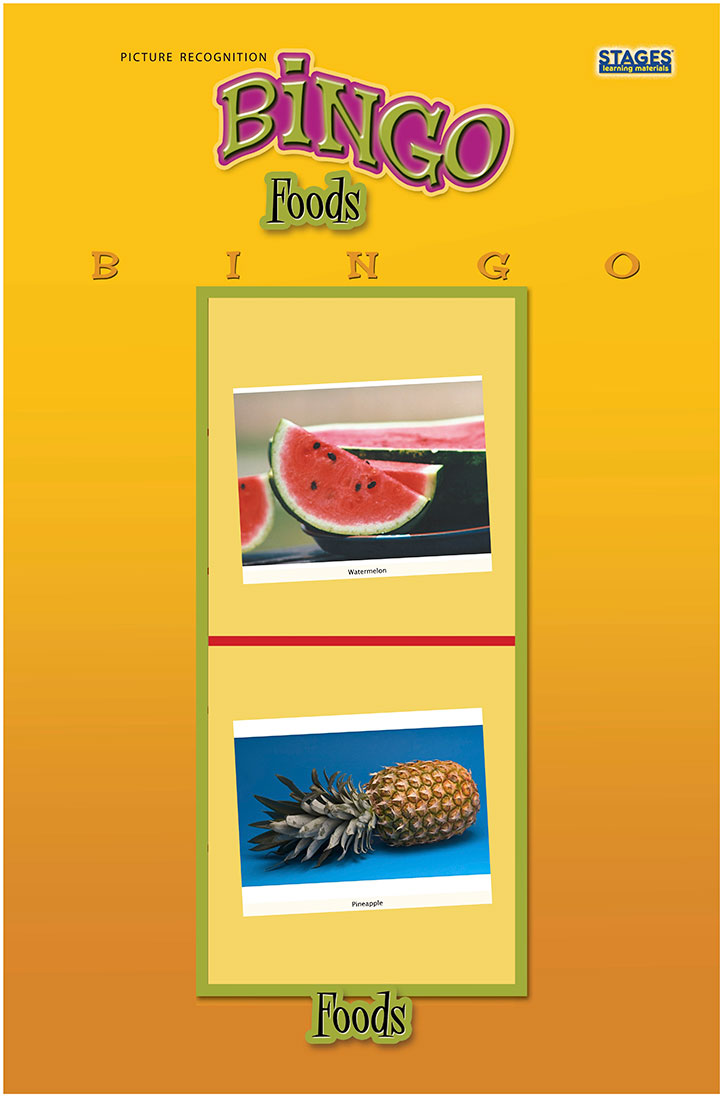 PICTURE RECOGNITION
STAGES®
learning materials
BiNGO
Foods
B I N G O
Watermelon
Pineapple
Foods